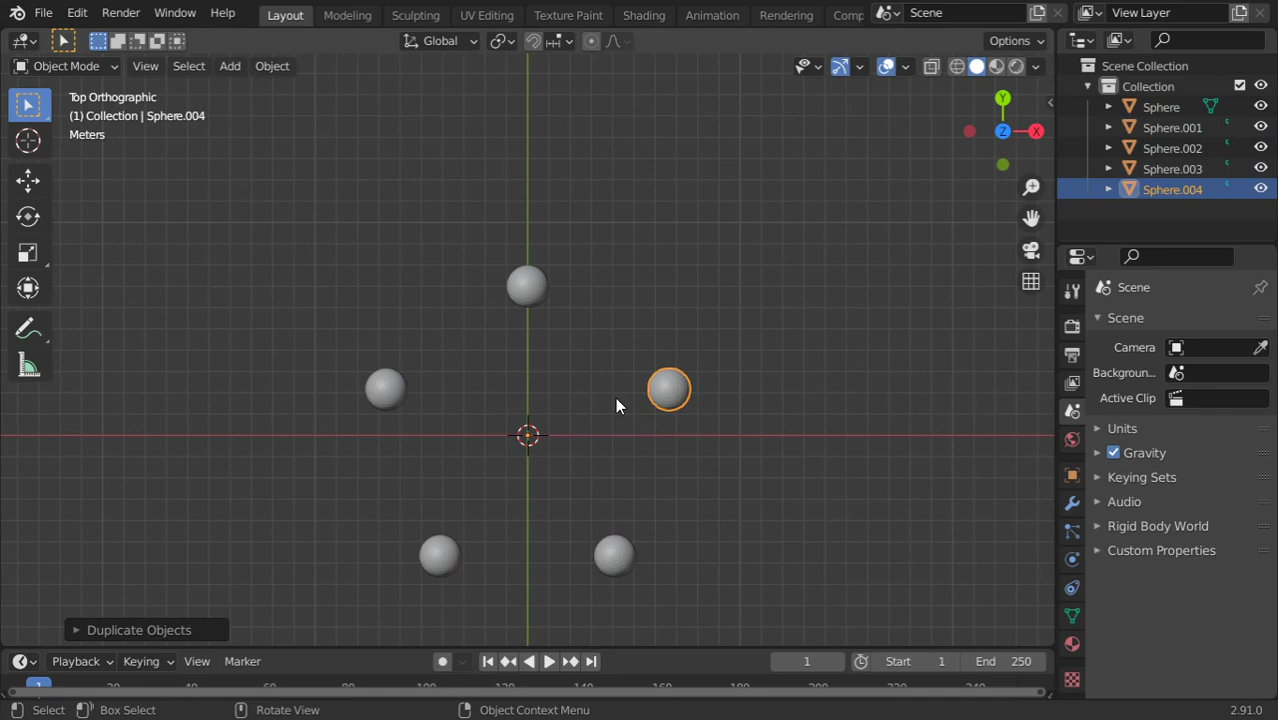 File Edit Render Window Help Layout Modeling Sculpting UV Editing Texture Paint Shading Animation Rendering Comp Scene View Layer
Global Options
Object Mode View Select Add Object
Top Orthographic
(1) Collection | Sphere.004
Meters
Y
Z X
Scene Collection
Collection
Sphere
Sphere.001
Sphere.002
Sphere.003
Sphere.004
Scene
Scene
Camera
Backgroun...
Active Clip
Units
Gravity
Keying Sets
Audio
Rigid Body World
Custom Properties
Duplicate Objects
Playback Keying View Marker 1 Start 1 End 250
1
Select Box Select Rotate View Object Context Menu 2.91.0